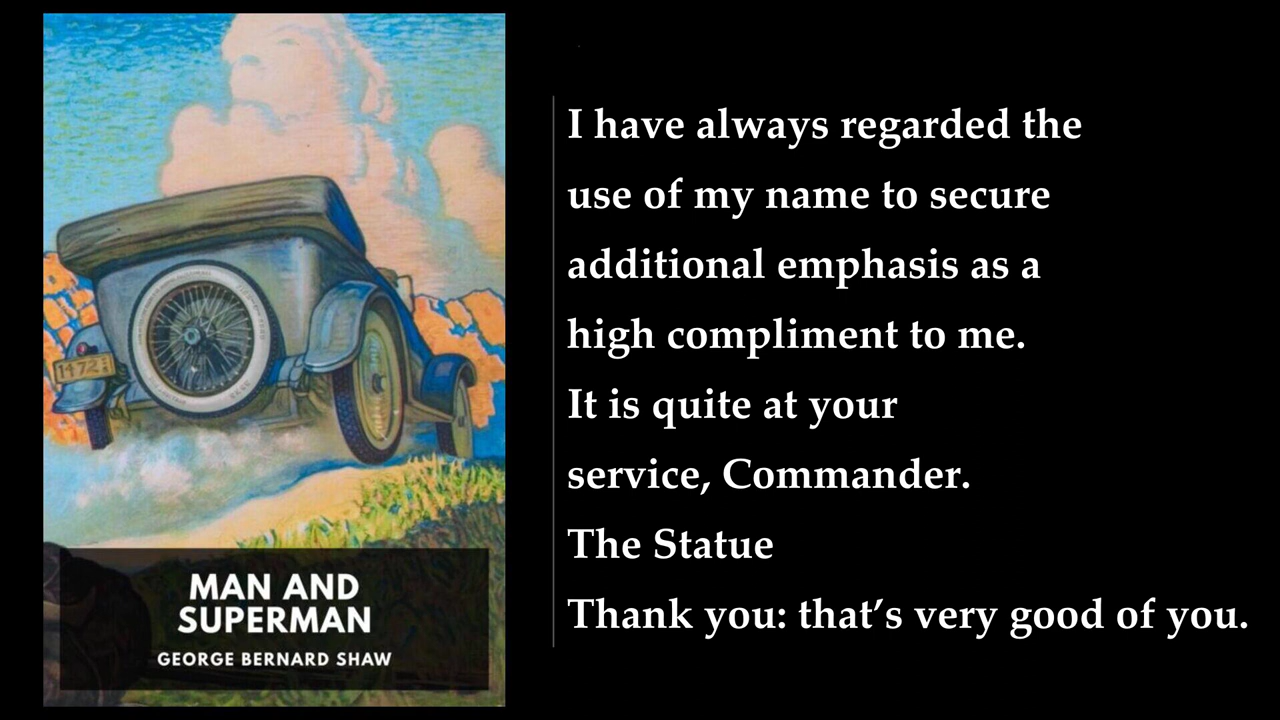 I have always regarded the
use of my name to secure
additional emphasis as a
high compliment to me.
It is quite at your
service, Commander.
The Statue
Thank you: that’s very good of you.
1472
MAN AND
SUPERMAN
GEORGE BERNARD SHAW